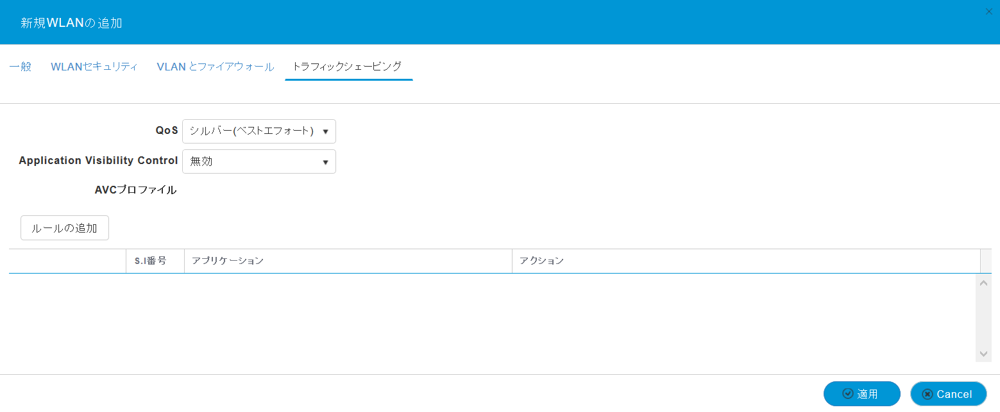 新規WLANの追加
一般 WLANセキュリティ VLAN とファイアウォール トラフィックシェーピング
QoS シルバー(ベストエフォート)
Application Visibility Control 無効
AVCプロファイル
ルールの追加
S.I番号 アプリケーション アクション
適用 Cancel